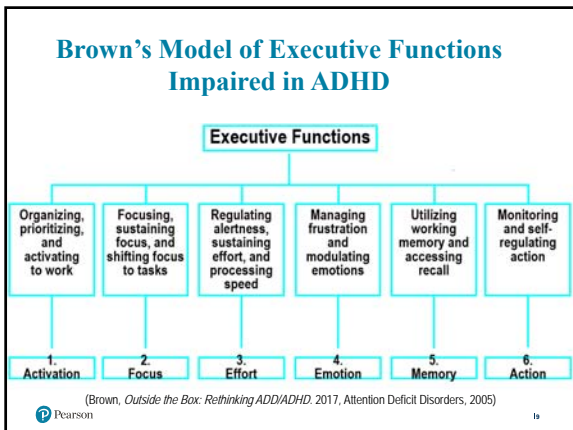 Brown's Model of Executive Functions
Impaired in ADHD
Executive Functions
Organizing,
prioritizing,
and
activating
to work
Focusing,
sustaining
focus, and
shifting focus
to tasks
Regulating
alertness,
sustaining
effort, and
processing
speed
Managing
frustration
and
modulating
emotions
Utilizing
working
memory and
accessing
recall
Monitoring
and self-
regulating
action
1.
Activation
2.
Focus
3.
Effort
4.
Emotion
5.
Memory
6.
Action
(Brown, Outside the Box: Rethinking ADD/ADHD. 2017, Attention Deficit Disorders, 2005)
Pearson